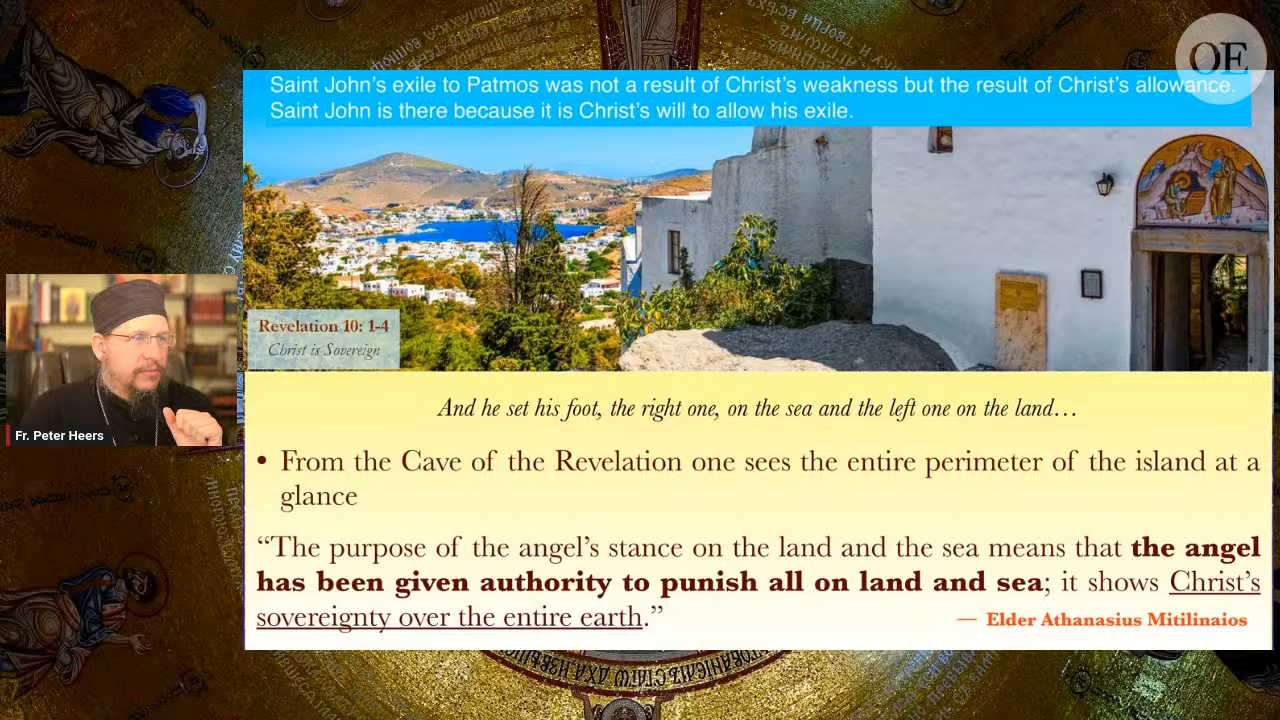 OE
Saint John's exile to Patmos was not a result of Christ's weakness but the result of Christ's allowance.
Saint John is there because it is Christ's will to allow his exile.
Revelation 10: 1-4
Christ is Sovereign
Fr. Peter Heers
And he set his foot, the right one, on the sea and the left one on the land…
• From the Cave of the Revelation one sees the entire perimeter of the island at a
glance
“The purpose of the angel’s stance on the land and the sea means that the angel
has been given authority to punish all on land and sea; it shows Christ’s
sovereignty over the entire earth.”
— Elder Athanasius Mitilinaios